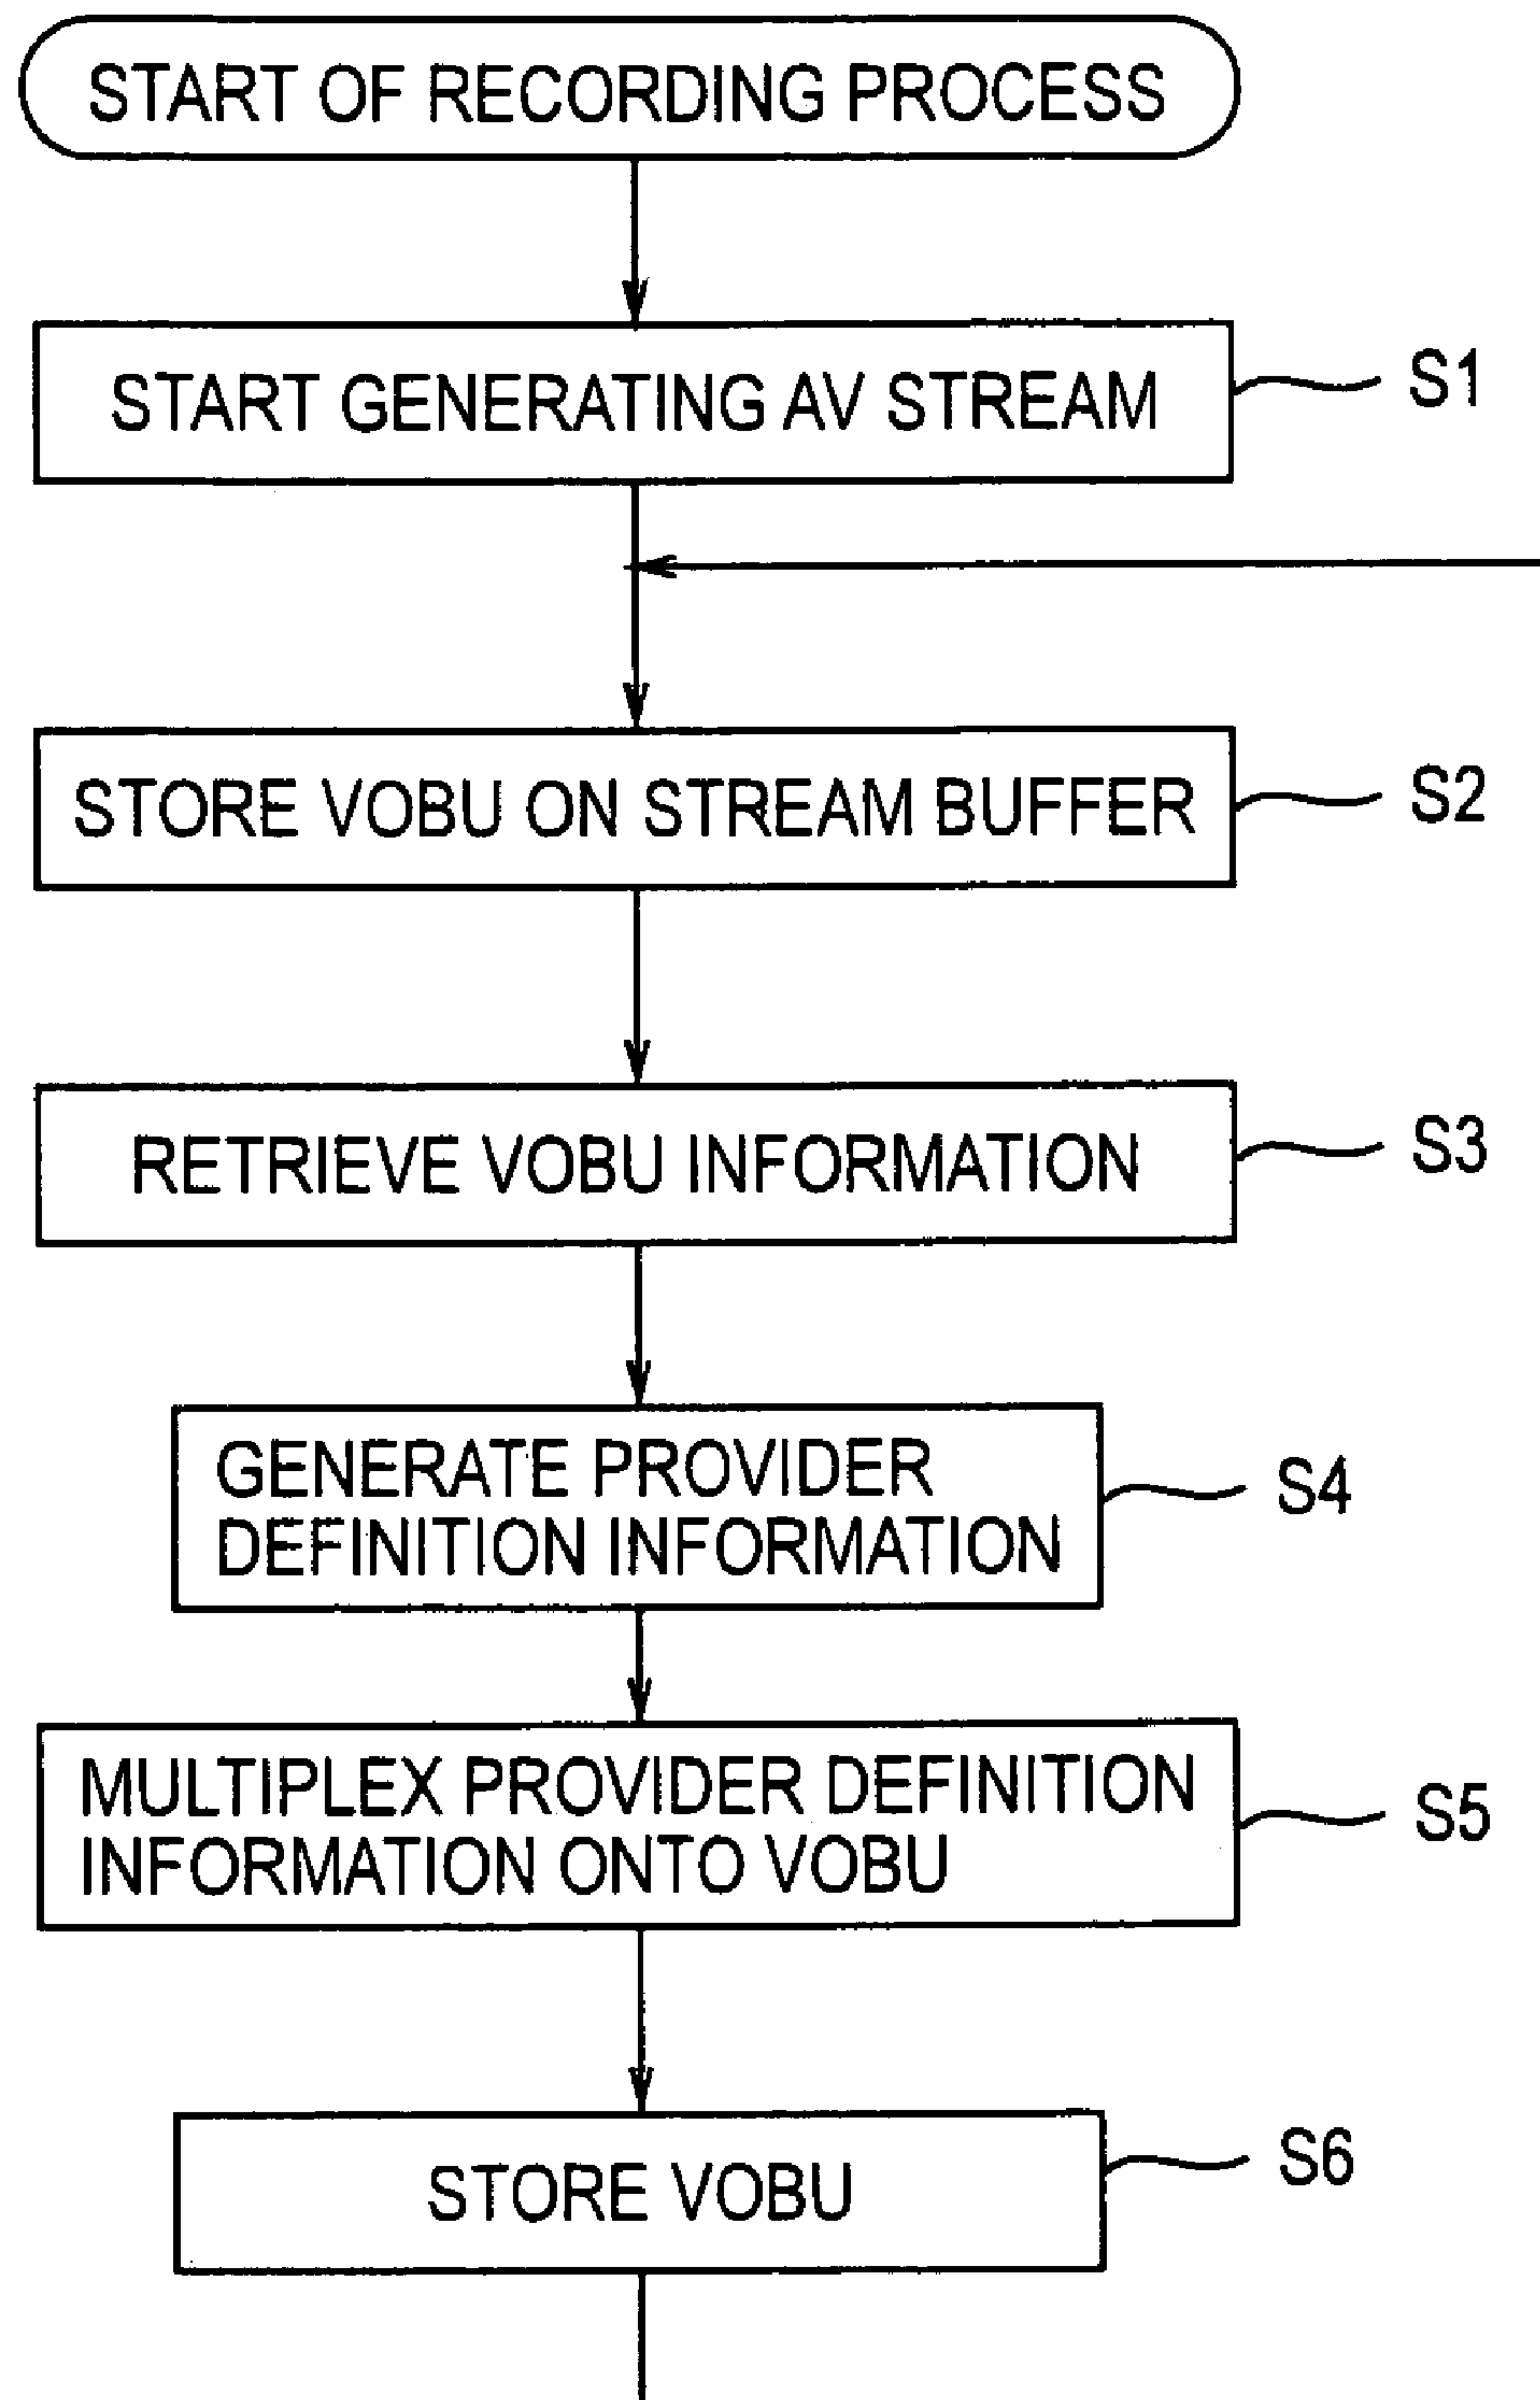 START OF RECORDING PROCESS
START GENERATING AV STREAM
S1
STORE VOBU ON STREAM BUFFER
S2
RETRIEVE VOBU INFORMATION
S3
GENERATE PROVIDER
DEFINITION INFORMATION
S4
MULTIPLEX PROVIDER DEFINITION
INFORMATION ONTO VOBU
S5
STORE VOBU
S6